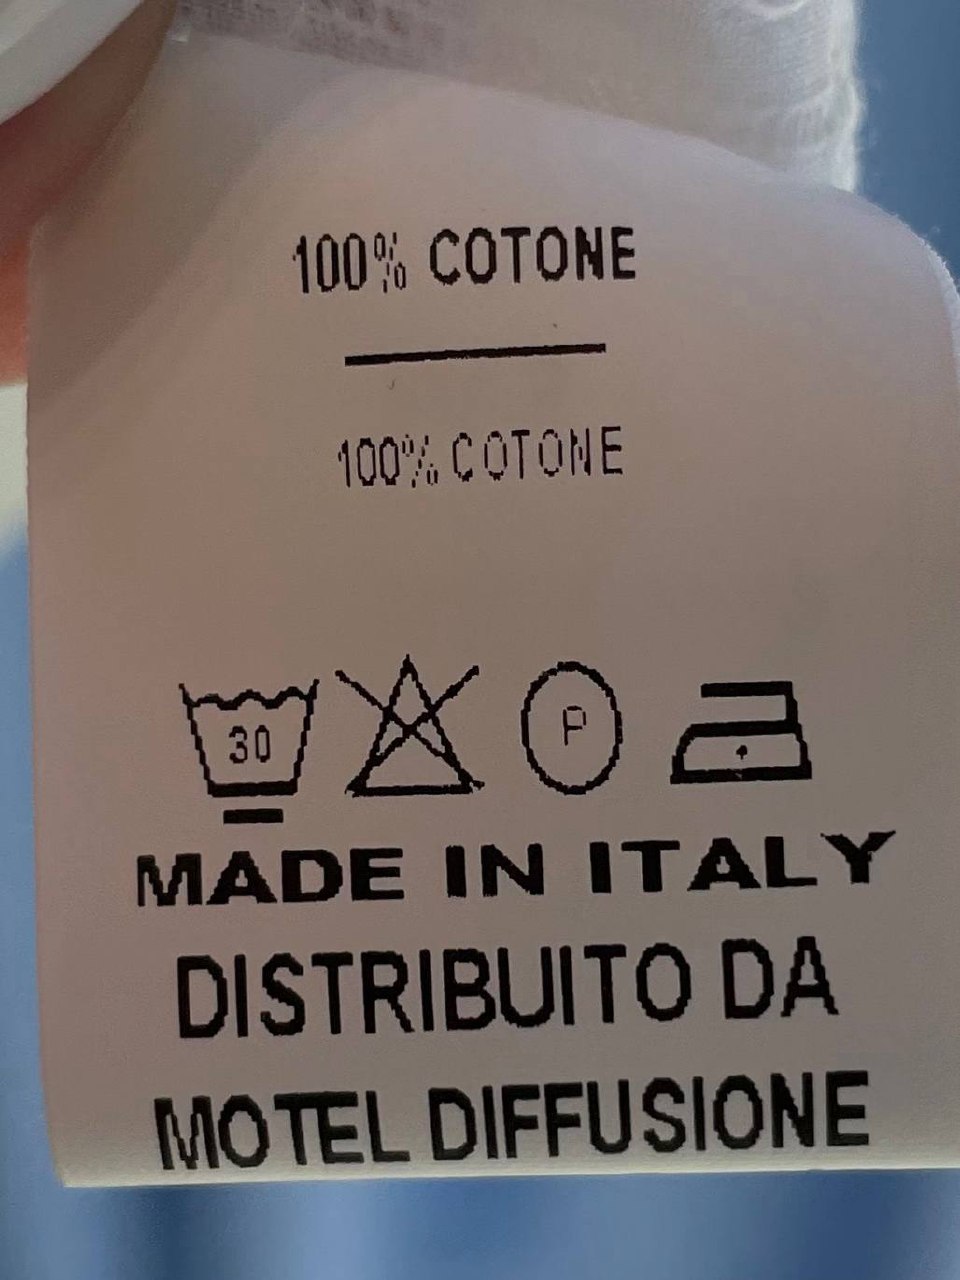 100% COTONE
100% COTONE
30
P
MADE IN ITALY
DISTRIBUITO DA
MOTEL DIFFUSIONE